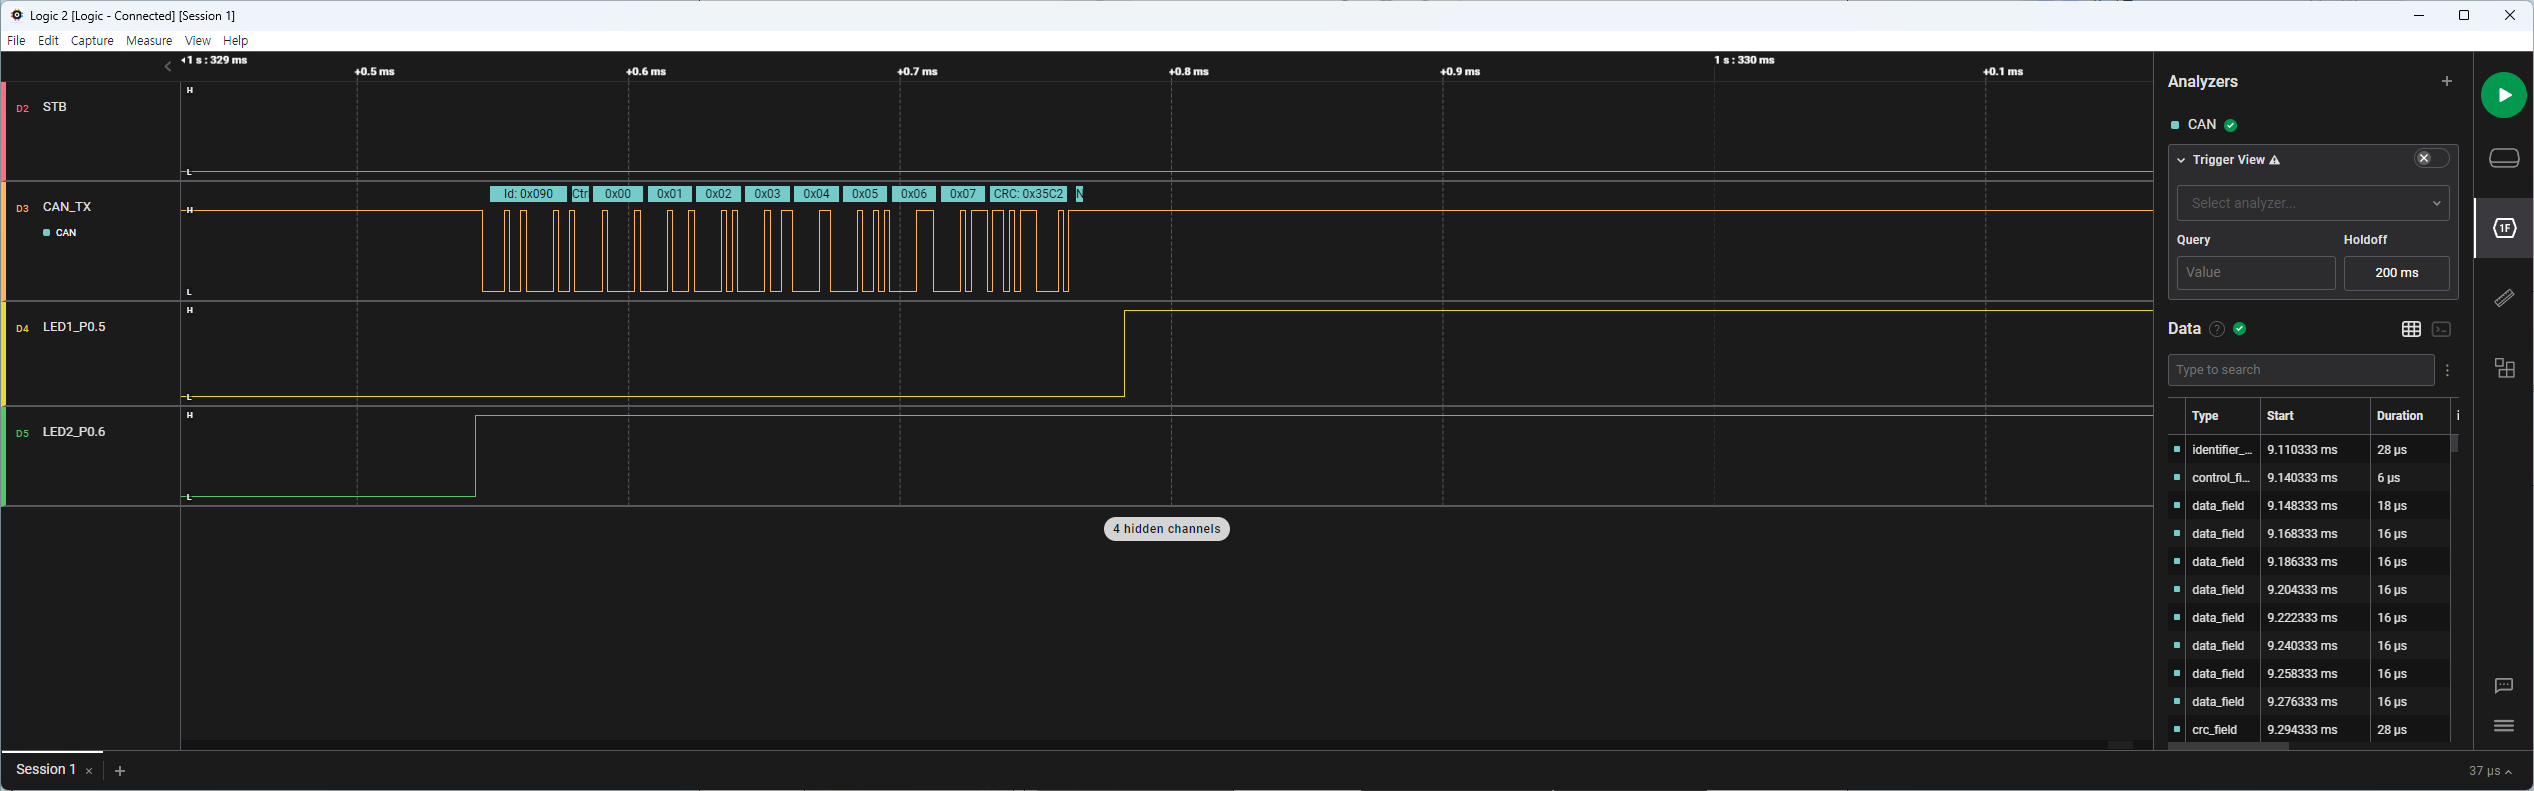 Logic 2 [Logic - Connected] [Session 1]
File Edit Capture Measure View Help
1 s : 329 ms
+0.5 ms +0.6 ms +0.7 ms +0.8 ms +0.9 ms 1 s : 330 ms +0.1 ms
D2 STB
H
L
D3 CAN_TX
CAN
H
L
Id: 0x090 Ctr 0x00 0x01 0x02 0x03 0x04 0x05 0x06 0x07 CRC: 0x35C2 N
D4 LED1_P0.5
H
L
D5 LED2_P0.6
H
L
4 hidden channels
Analyzers
CAN
Trigger View
Select analyzer...
Query Holdoff
Value 200 ms
Data
Type to search
Type Start Duration i
identifier_... 9.110333 ms 28 µs
control_fi... 9.140333 ms 6 µs
data_field 9.148333 ms 18 µs
data_field 9.168333 ms 16 µs
data_field 9.186333 ms 16 µs
data_field 9.204333 ms 16 µs
data_field 9.222333 ms 16 µs
data_field 9.240333 ms 16 µs
data_field 9.258333 ms 16 µs
data_field 9.276333 ms 16 µs
crc_field 9.294333 ms 28 µs
1F
Session 1
37 µs